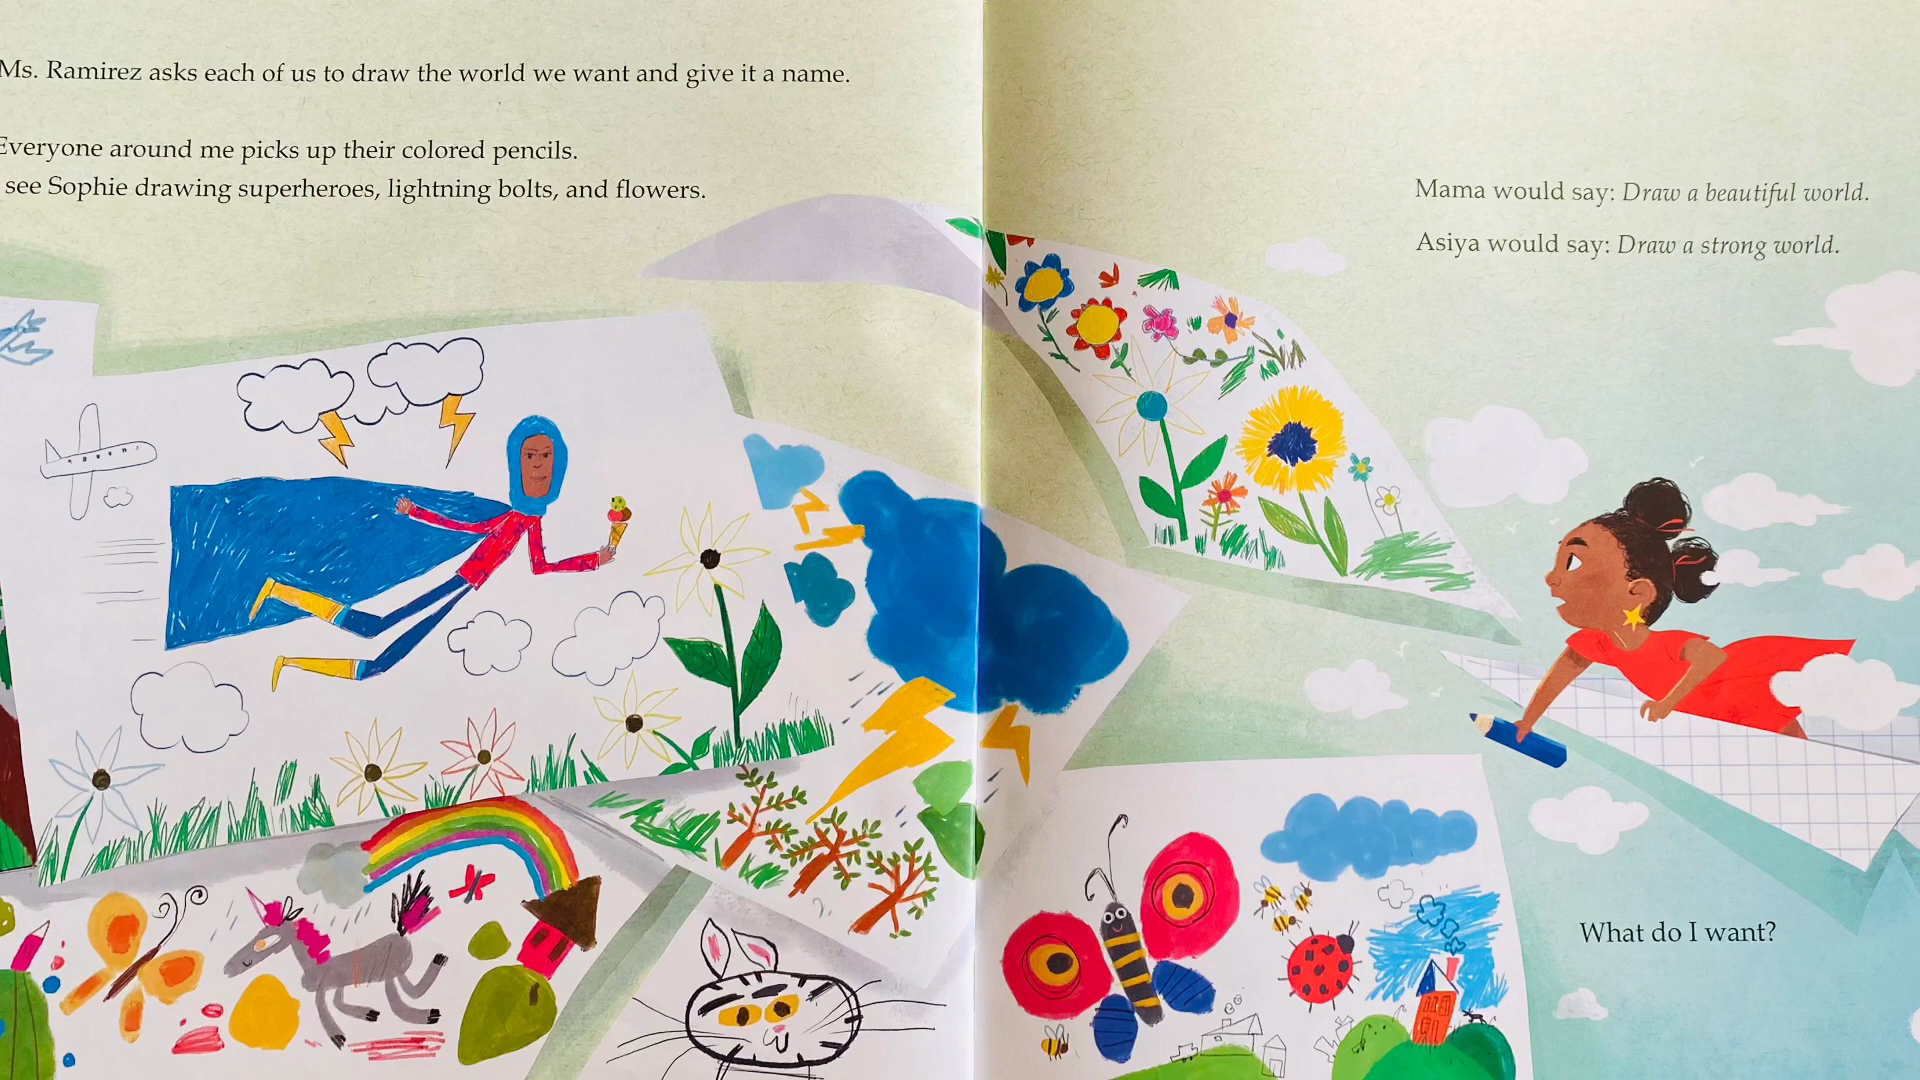 Ms. Ramirez asks each of us to draw the world we want and give it a name.
Everyone around me picks up their colored pencils.
see Sophie drawing superheroes, lightning bolts, and flowers.
Mama would say: Draw a beautiful world.
Asiya would say: Draw a strong world.
What do I want?